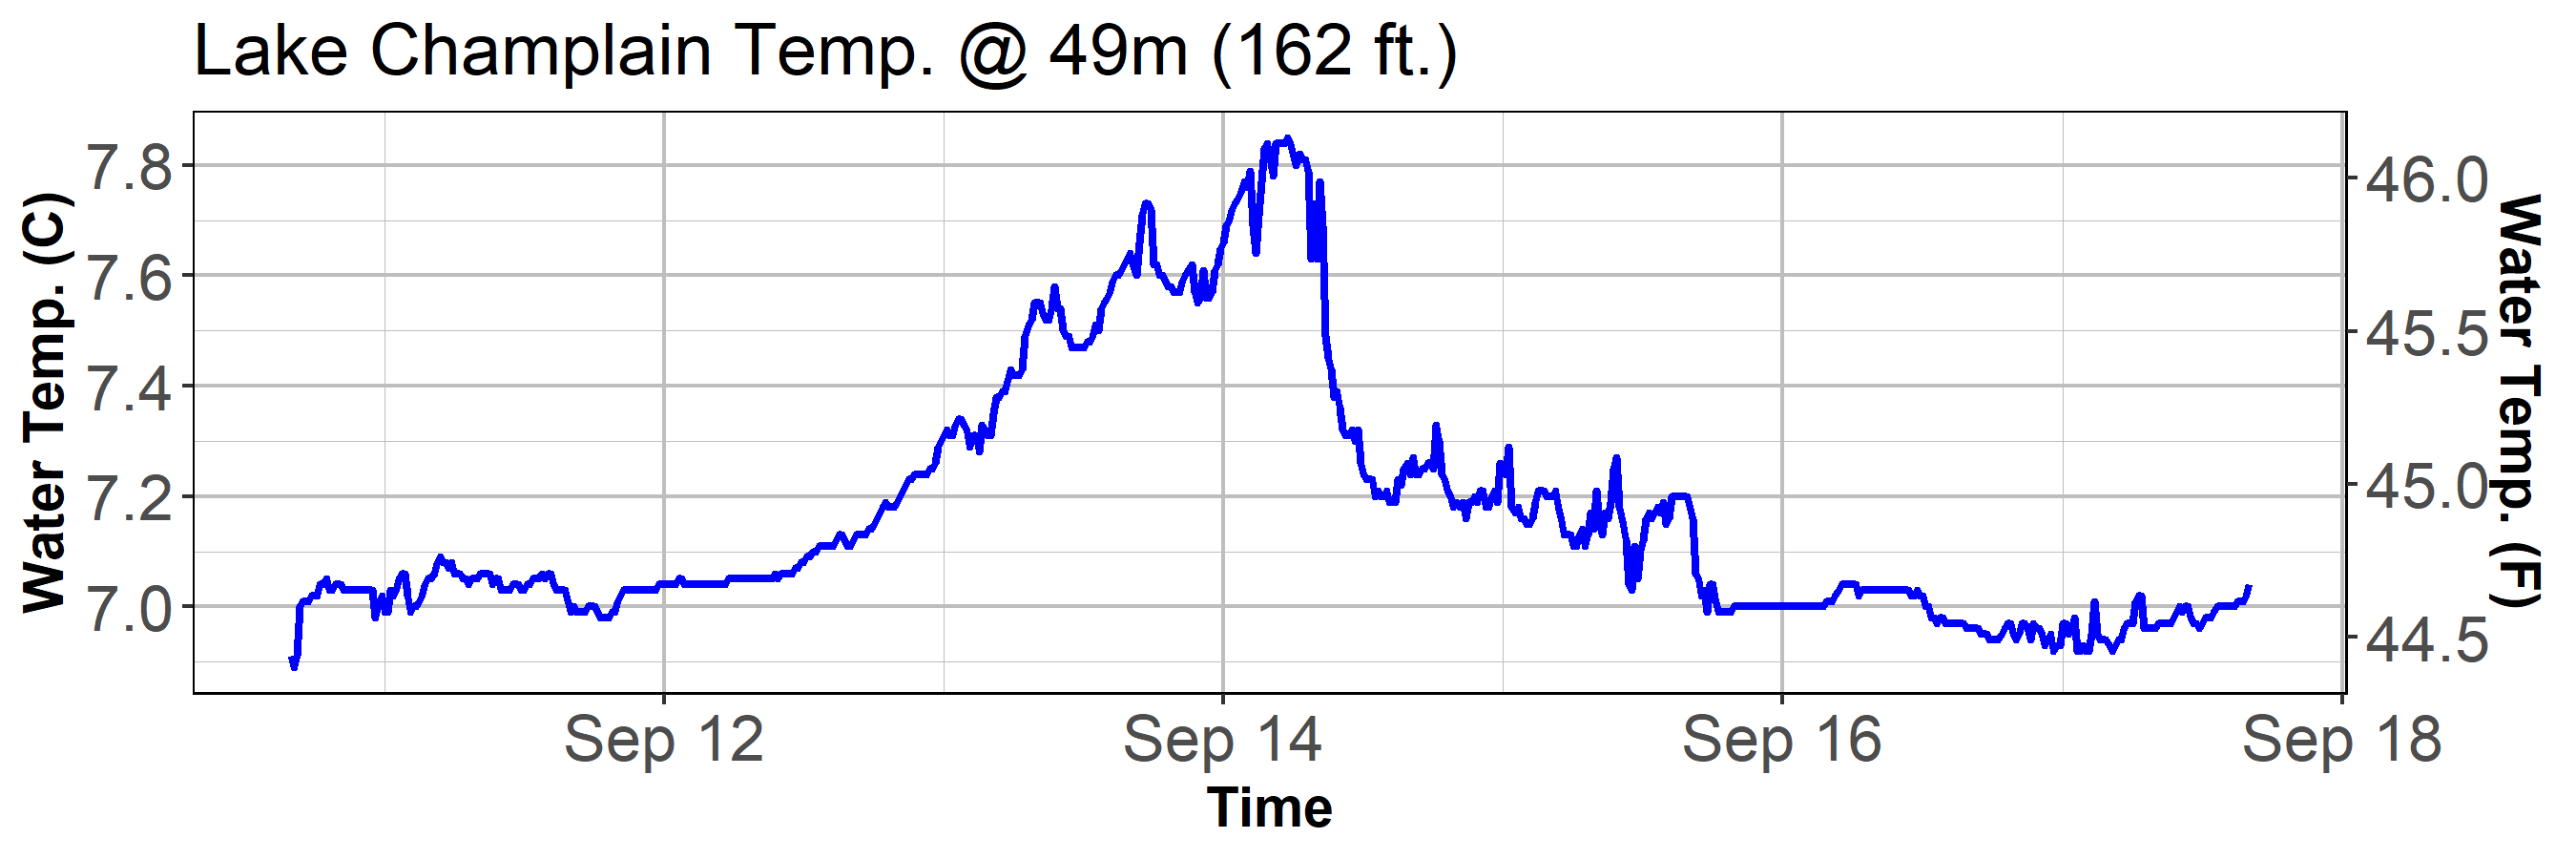 Lake Champlain Temp. @ 49m (162 ft.)
Water Temp. (C)
7.8
7.6
7.4
7.2
7.0
46.0
45.5
45.0
44.5
Water Temp. (F)
Sep 12
Sep 14
Sep 16
Sep 18
Time